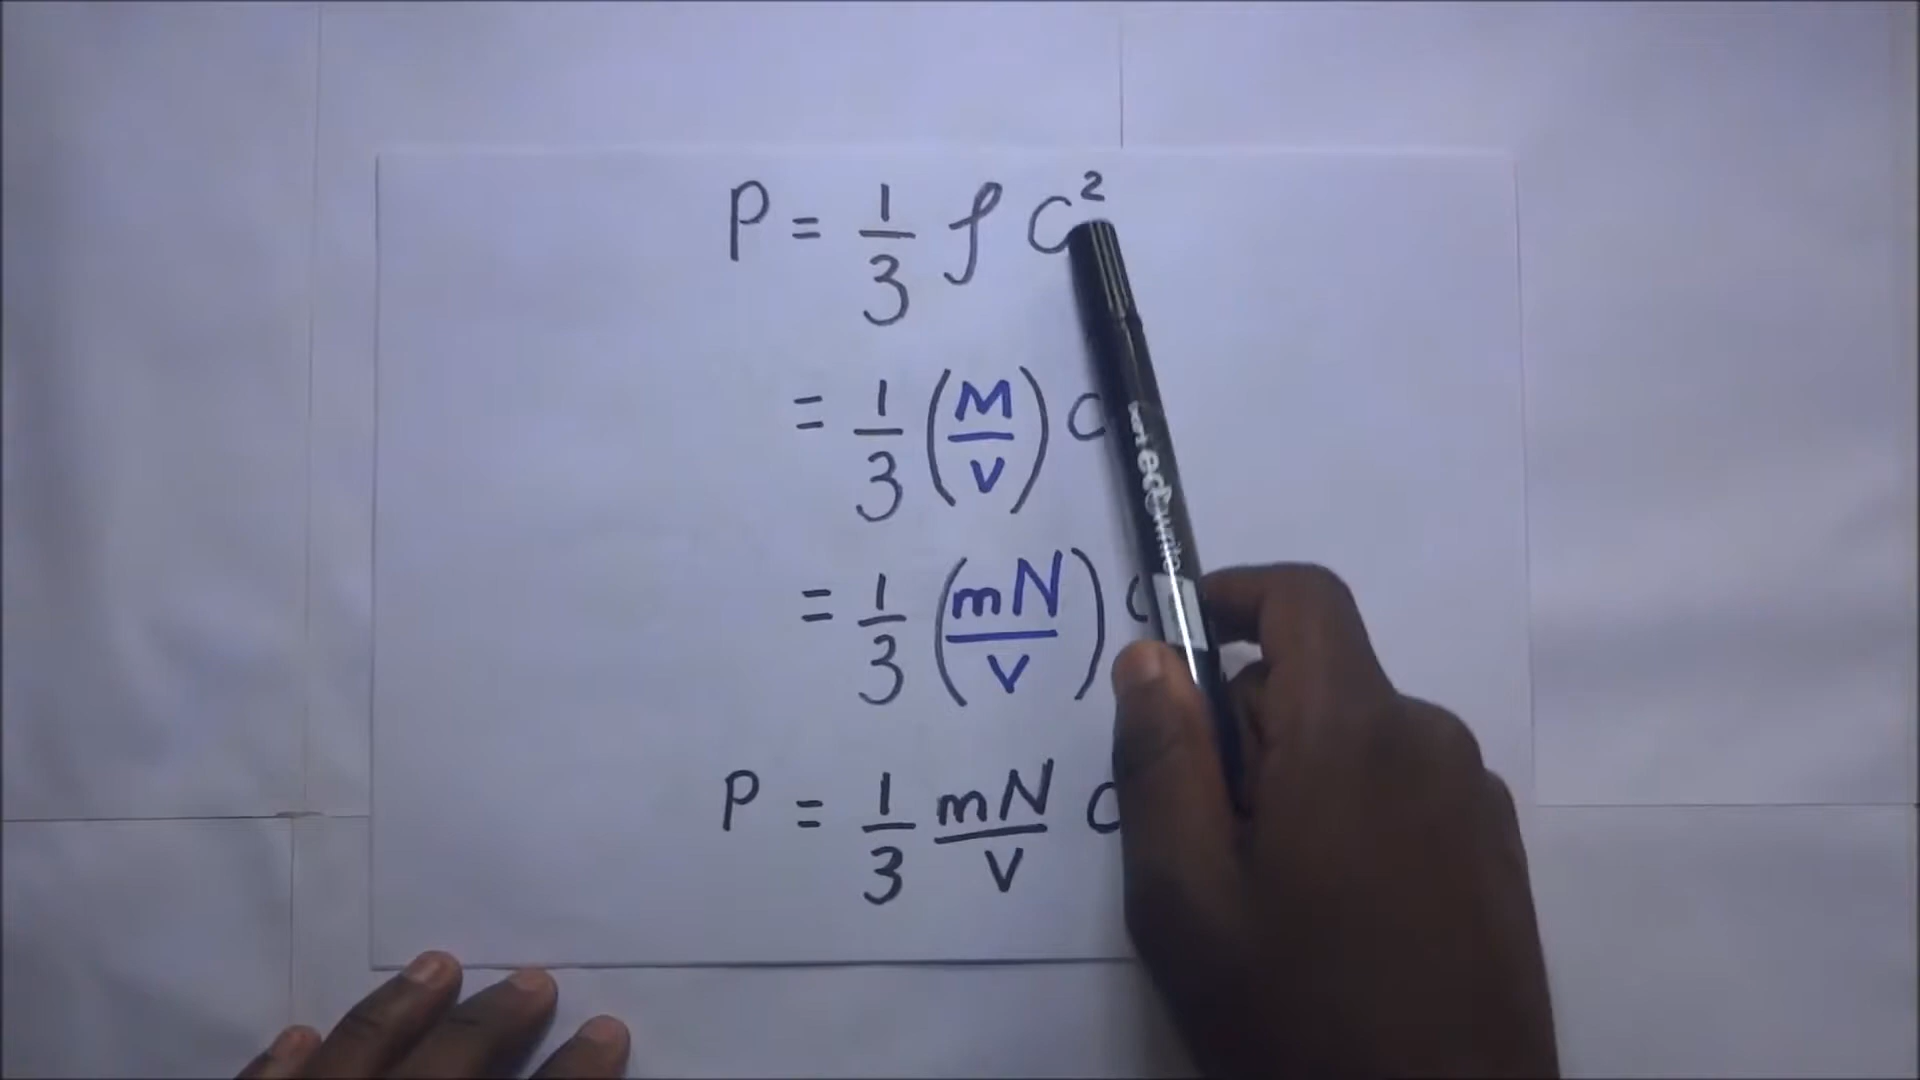 P = 1/3 ρ C²
= 1/3 (M/V) C
= 1/3 (mN/V) C
P = 1/3 mN/V C